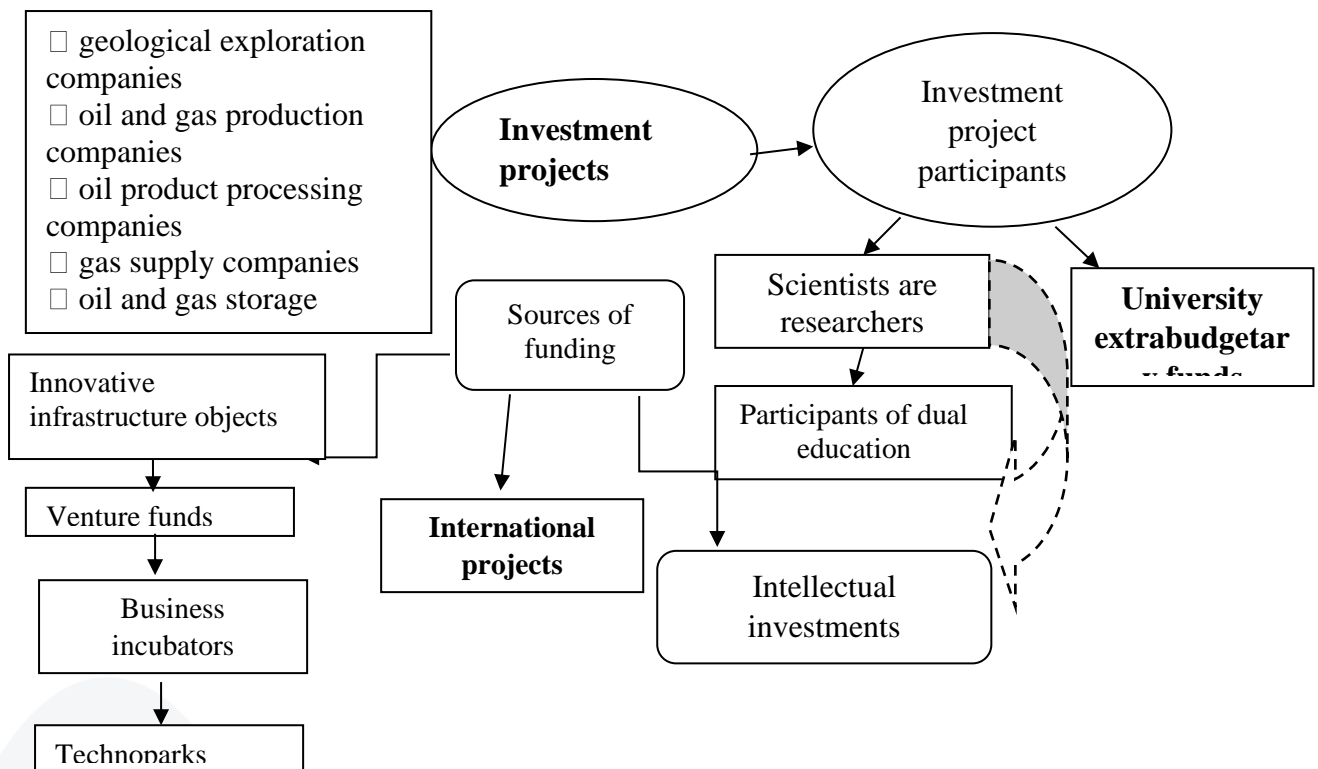 □ geological exploration
companies
□ oil and gas production
companies
□ oil product processing
companies
□ gas supply companies
□ oil and gas storage
Investment
projects
Investment
project
participants
Scientists are
researchers
University
extrabudgetar
y funds
Sources of
funding
Innovative
infrastructure objects
Participants of dual
education
Venture funds
International
projects
Intellectual
investments
Business
incubators
Technoparks